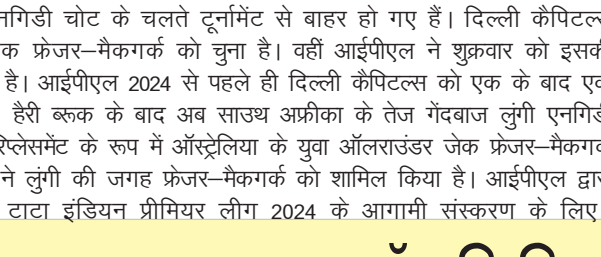 नगिडी चोट के चलते टूर्नामेंट से बाहर हो गए हैं। दिल्ली कैपिटल्स
क फ्रेजर–मैकगर्क को चुना है। वहीं आईपीएल ने शुक्रवार को इसकी
है। आईपीएल 2024 से पहले ही दिल्ली कैपिटल्स को एक के बाद एक
हैरी ब्रूक के बाद अब साउथ अफ्रीका के तेज गेंदबाज लुंगी एनगिडी
रिप्लेसमेंट के रूप में ऑस्ट्रेलिया के युवा ऑलराउंडर जेक फ्रेजर–मैकगर्क
ने लुंगी की जगह फ्रेजर–मैकगर्क को शामिल किया है। आईपीएल द्वार
टाटा इंडियन प्रीमियर लीग 2024 के आगामी संस्करण के लिए